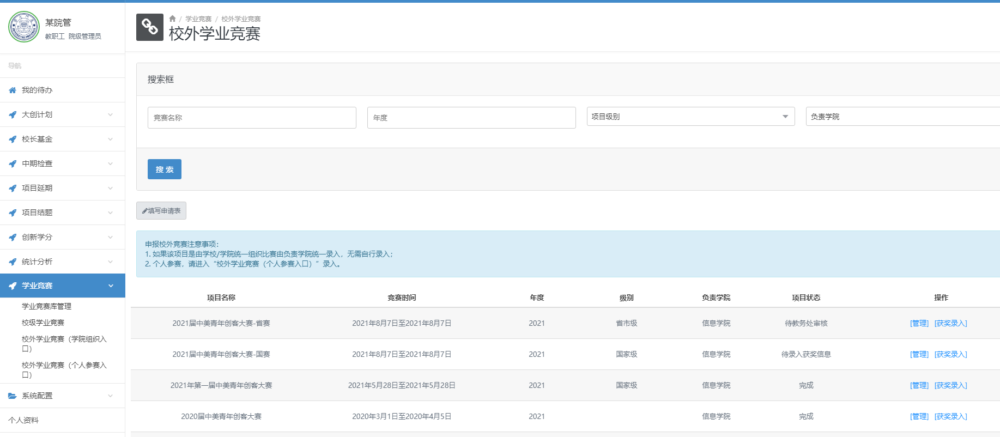 某院管
教职工 院级管理员
导航
我的待办
大创计划
校长基金
中期检查
项目延期
项目结题
创新学分
统计分析
学业竞赛
学业竞赛库管理
校级学业竞赛
校外学业竞赛（学院组织入
口）
校外学业竞赛（个人参赛入
口）
系统配置
个人资料
/ 学业竞赛 / 校外学业竞赛
校外学业竞赛
搜索框
竞赛名称 年度 项目级别 负责学院
搜 索
填写申请表
申报校外竞赛注意事项：
1. 如果该项目是由学校/学院统一组织比赛由负责学院统一录入，无需自行录入；
2. 个人参赛，请进入“校外学业竞赛（个人参赛入口）”录入。
项目名称 竞赛时间 年度 级别 负责学院 项目状态 操作
2021届中美青年创客大赛-省赛 2021年8月7日至2021年8月7日 2021 省市级 信息学院 待教务处审核 [管理] [获奖录入]
2021届中美青年创客大赛-国赛 2021年8月7日至2021年8月7日 2021 国家级 信息学院 待录入获奖信息 [管理] [获奖录入]
2021年第一届中美青年创客大赛 2021年5月28日至2021年5月28日 2021 国家级 信息学院 完成 [管理] [获奖录入]
2020届中美青年创客大赛 2020年3月1日至2020年4月5日 2021 信息学院 完成 [管理] [获奖录入]